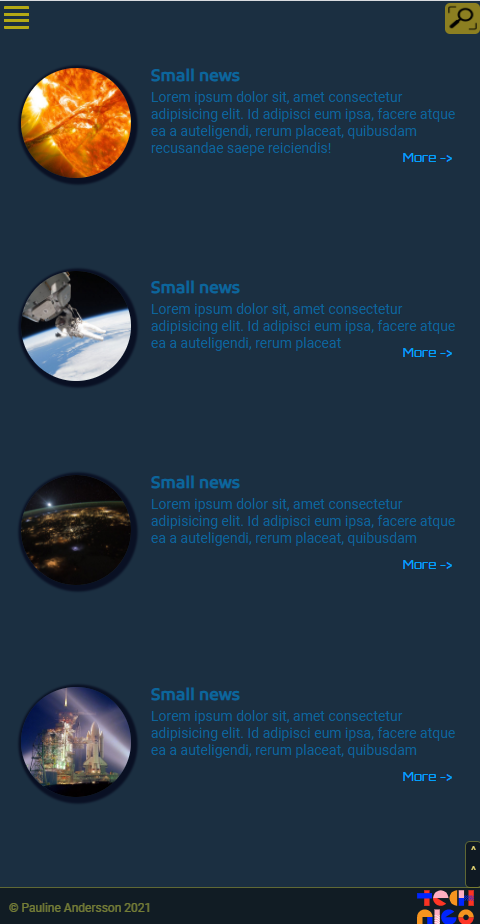 Small news
Lorem ipsum dolor sit, amet consectetur
adipisicing elit. Id adipisci eum ipsa, facere atque
ea a auteligendi, rerum placeat, quibusdam
recusandae saepe reiciendis!
More ->
Small news
Lorem ipsum dolor sit, amet consectetur
adipisicing elit. Id adipisci eum ipsa, facere atque
ea a auteligendi, rerum placeat
More ->
Small news
Lorem ipsum dolor sit, amet consectetur
adipisicing elit. Id adipisci eum ipsa, facere atque
ea a auteligendi, rerum placeat, quibusdam
More ->
Small news
Lorem ipsum dolor sit, amet consectetur
adipisicing elit. Id adipisci eum ipsa, facere atque
ea a auteligendi, rerum placeat, quibusdam
More ->
^
^
© Pauline Andersson 2021
TECH
RICO